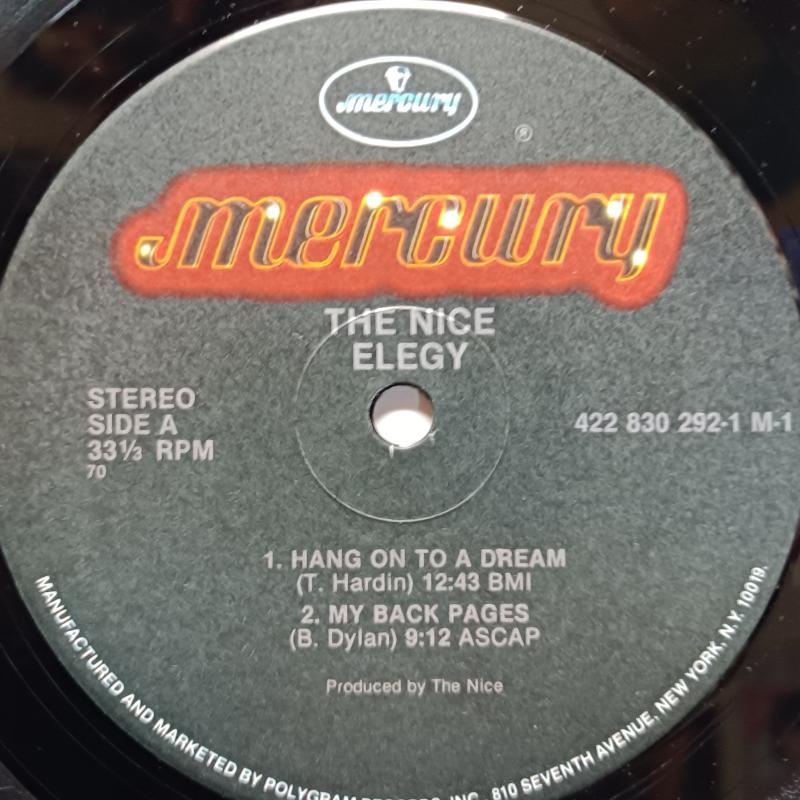 mercury
®
mercury
THE NICE
ELEGY
STEREO
SIDE A
33⅓ RPM
70
422 830 292-1 M-1
1. HANG ON TO A DREAM
(T. Hardin) 12:43 BMI
2. MY BACK PAGES
(B. Dylan) 9:12 ASCAP
Produced by The Nice
MANUFACTURED AND MARKETED BY POLYGRAM RECORDS, INC., 810 SEVENTH AVENUE, NEW YORK, N.Y. 10019.